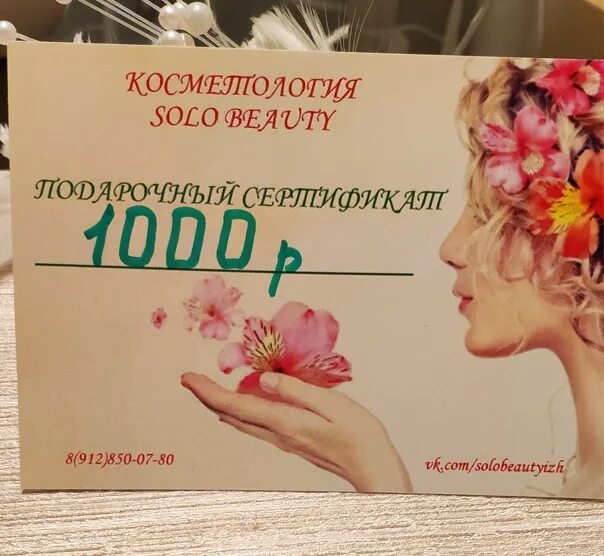 КОСМЕТОЛОГИЯ
SOLO BEAUTY
ПОДАРОЧНЫЙ СЕРТИФИКАТ
1000 р
8(912)850-07-80
vk.com/solobeautyizh